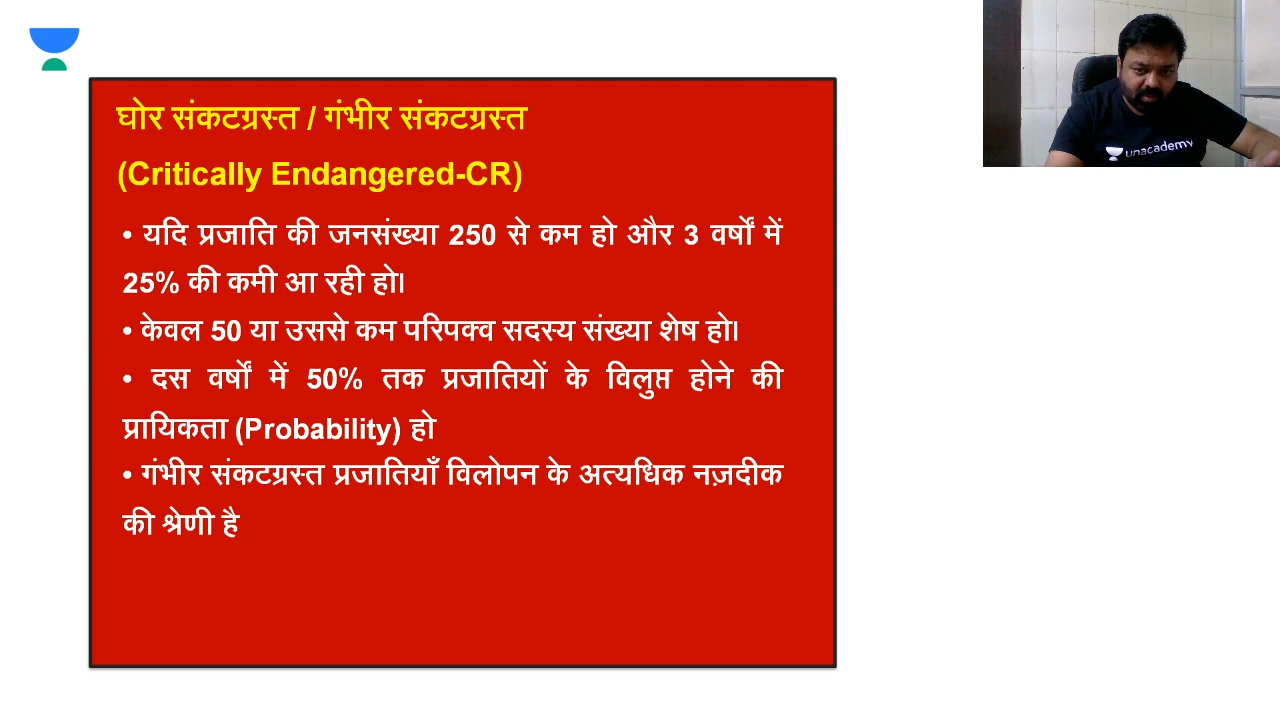 घोर संकटग्रस्त / गंभीर संकटग्रस्त
(Critically Endangered-CR)
• यदि प्रजाति की जनसंख्या 250 से कम हो और 3 वर्षों में
25% की कमी आ रही हो।
• केवल 50 या उससे कम परिपक्व सदस्य संख्या शेष हो।
• दस वर्षों में 50% तक प्रजातियों के विलुप्त होने की
प्रायिकता (Probability) हो
• गंभीर संकटग्रस्त प्रजातियाँ विलोपन के अत्यधिक नज़दीक
की श्रेणी है
unacademy